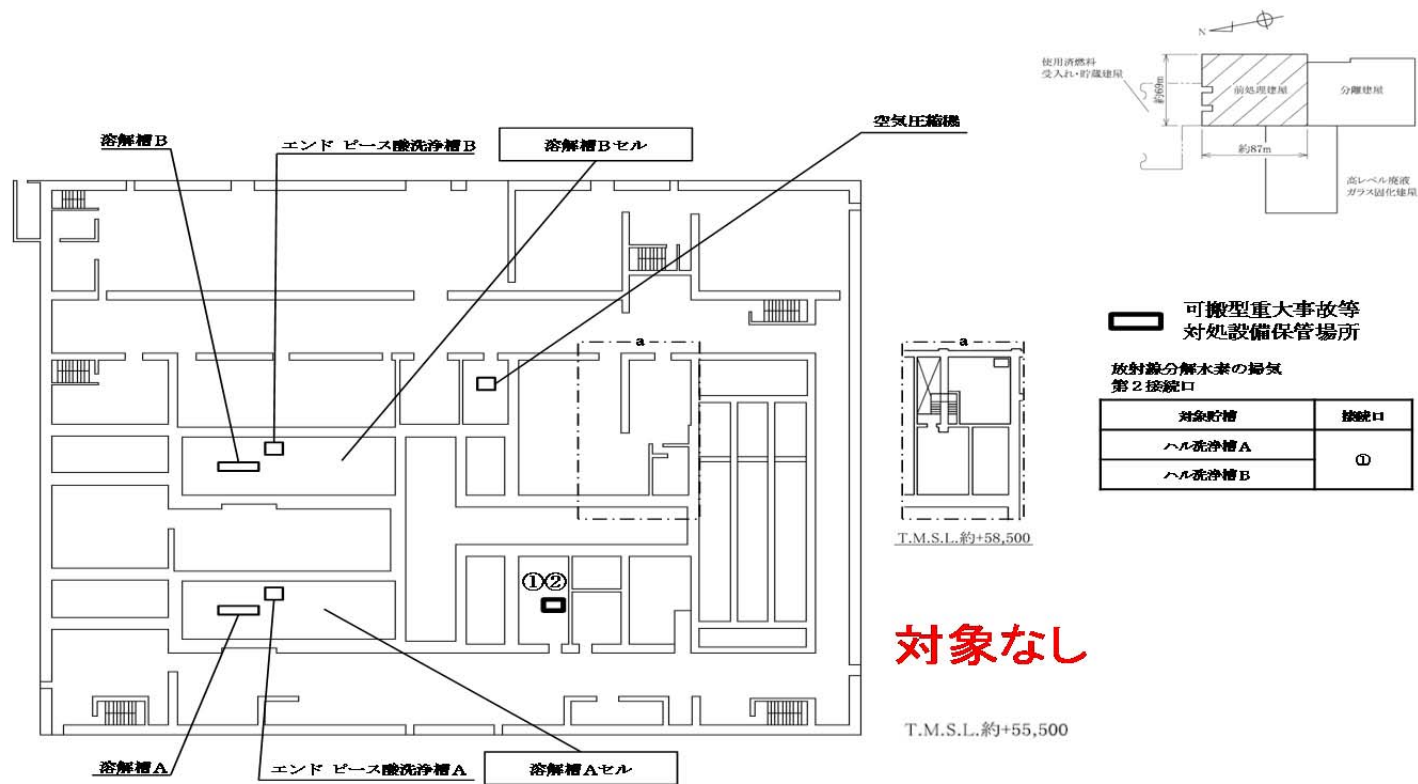 N
使用済燃料
受入れ・貯蔵建屋
約69m
前処理建屋
分離建屋
約87m
高レベル廃液
ガラス固化建屋
溶解槽B
エンド ピース酸洗浄槽B
溶解槽Bセル
空気圧縮機
可搬型重大事故等
対処設備保管場所
放射線分解水素の掃気
第2接続口
対象貯槽 接続口
ハル洗浄槽A ①
ハル洗浄槽B
a
a
T.M.S.L.約+58,500
①②
対象なし
T.M.S.L.約+55,500
溶解槽A
エンド ピース酸洗浄槽A
溶解槽Aセル